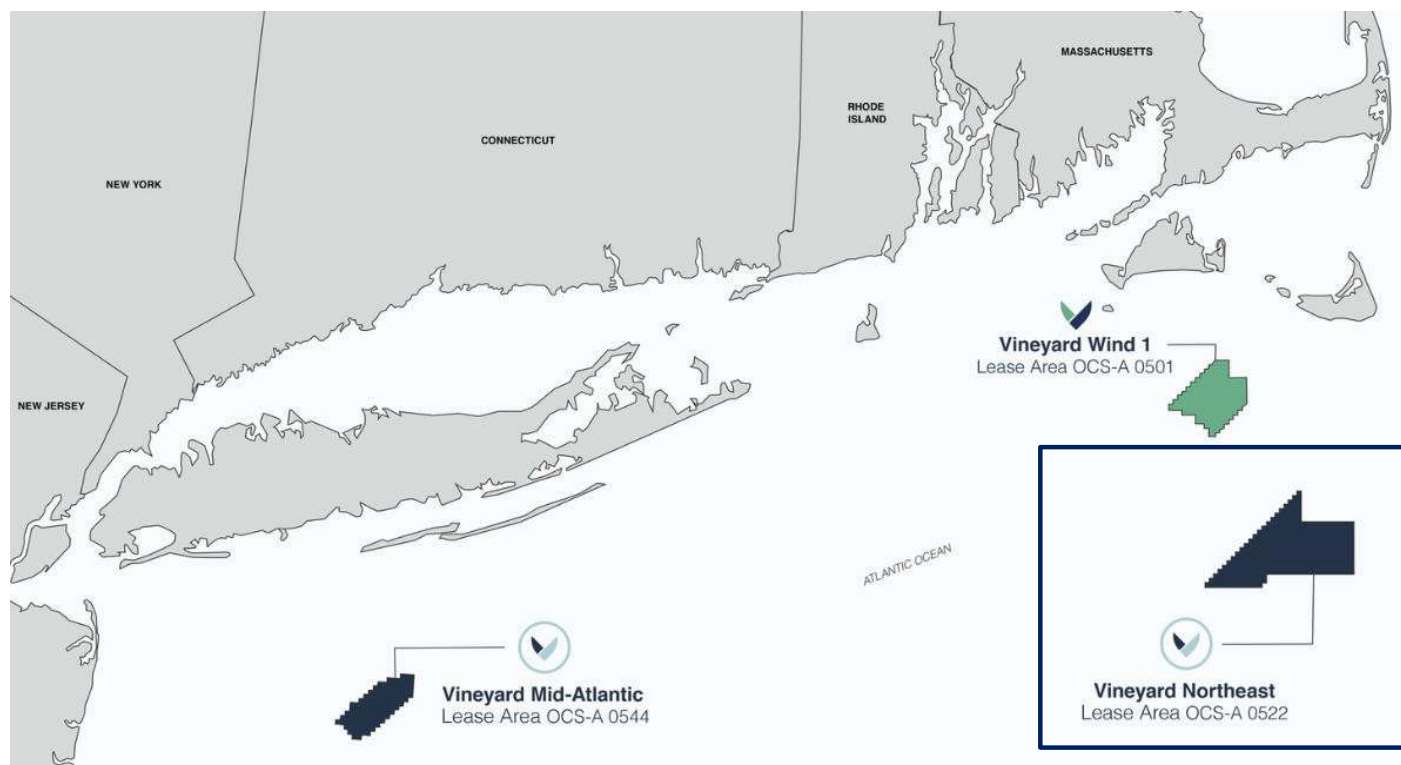 MASSACHUSETTS
RHODE
ISLAND
CONNECTICUT
NEW YORK
NEW JERSEY
Vineyard Wind 1
Lease Area OCS-A 0501
ATLANTIC OCEAN
Vineyard Mid-Atlantic
Lease Area OCS-A 0544
Vineyard Northeast
Lease Area OCS-A 0522